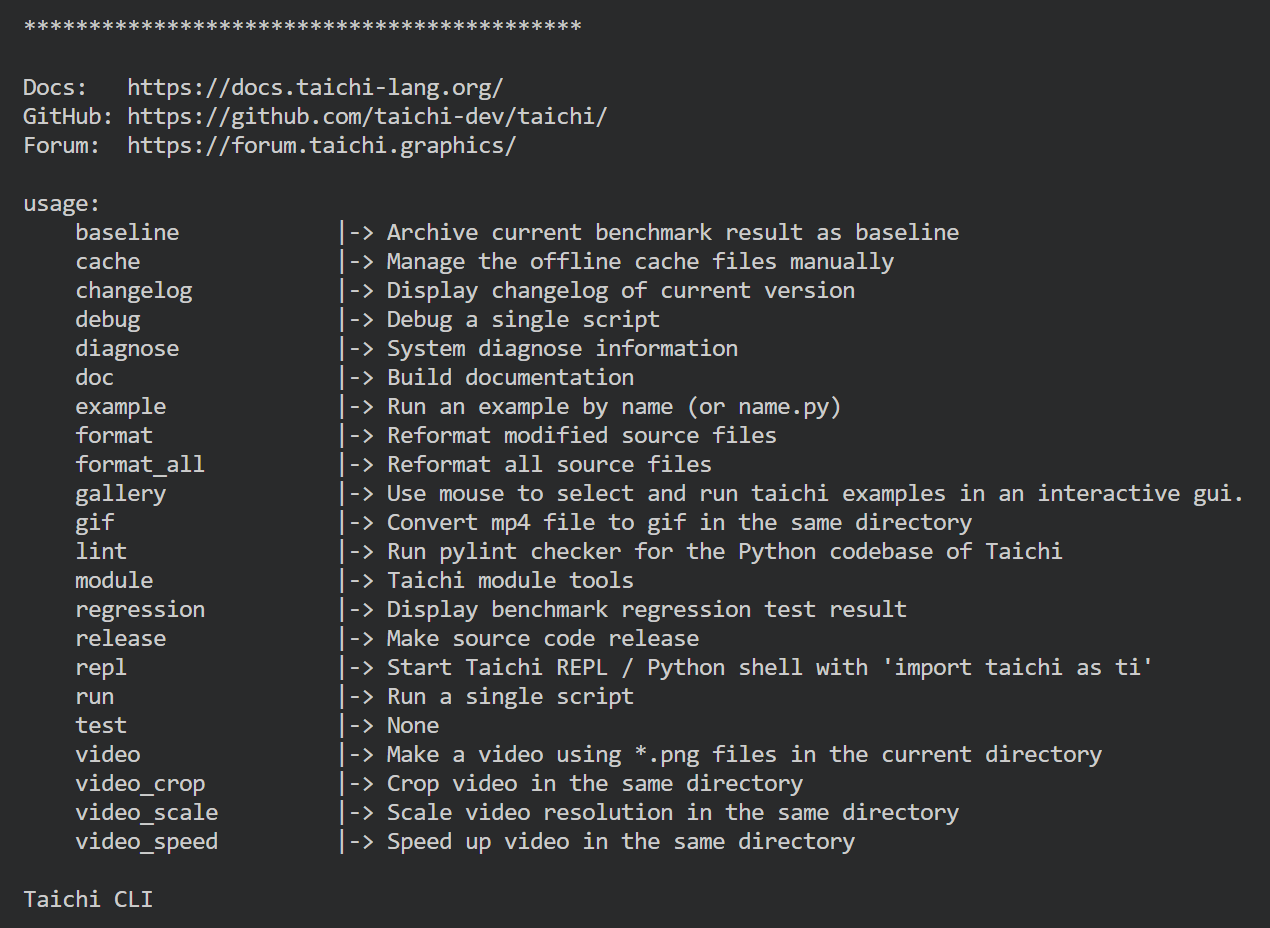 *******************************************
Docs:   https://docs.taichi-lang.org/
GitHub: https://github.com/taichi-dev/taichi/
Forum:  https://forum.taichi.graphics/
usage:
    baseline            |-> Archive current benchmark result as baseline
    cache               |-> Manage the offline cache files manually
    changelog           |-> Display changelog of current version
    debug               |-> Debug a single script
    diagnose            |-> System diagnose information
    doc                 |-> Build documentation
    example             |-> Run an example by name (or name.py)
    format              |-> Reformat modified source files
    format_all          |-> Reformat all source files
    gallery             |-> Use mouse to select and run taichi examples in an interactive gui.
    gif                 |-> Convert mp4 file to gif in the same directory
    lint                |-> Run pylint checker for the Python codebase of Taichi
    module              |-> Taichi module tools
    regression          |-> Display benchmark regression test result
    release             |-> Make source code release
    repl                |-> Start Taichi REPL / Python shell with 'import taichi as ti'
    run                 |-> Run a single script
    test                |-> None
    video               |-> Make a video using *.png files in the current directory
    video_crop          |-> Crop video in the same directory
    video_scale         |-> Scale video resolution in the same directory
    video_speed         |-> Speed up video in the same directory
Taichi CLI